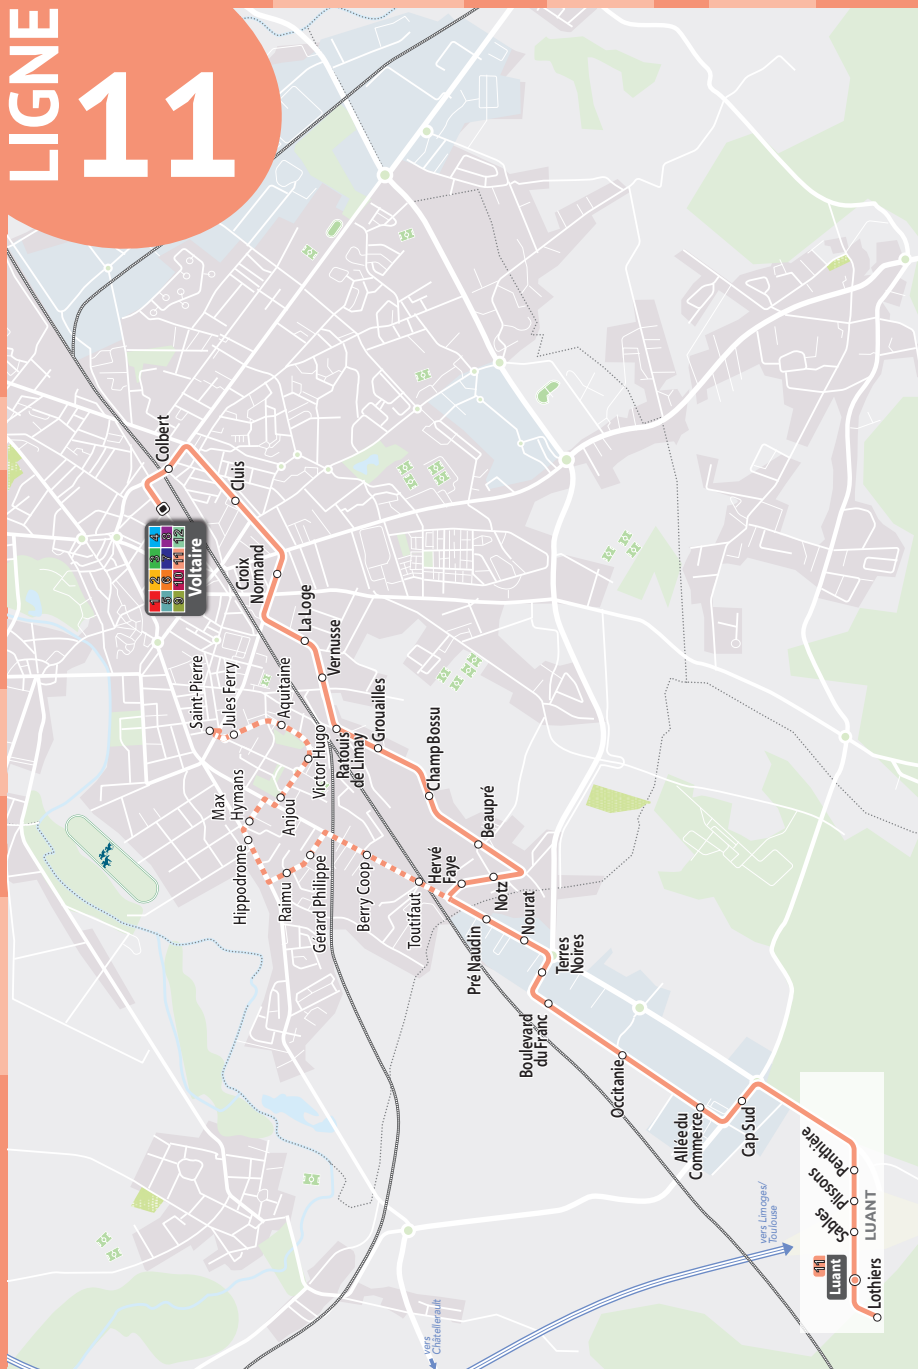 LIGNE
11
Colbert
1 2 3 4
5 6 7 8
9 10 11 12
Voltaire
Cluis
Croix
Normand
La Loge
Vernusse
Saint-Pierre
Jules Ferry
Aquitaine
Victor Hugo
Ratouis
de Limay
Grouailles
Champ Bossu
Beaupré
Max
Hymans
Anjou
Hippodrome
Raimu
Gérard Philippe
Berry Coop
Toutifaut
Hervé
Faye
Notz
Nourat
Pré Naudin
Terres
Noires
Boulevard
du Franc
Occitanie
Allée du
Commerce
Cap Sud
Penthière
Plissons
Sables
LUANT
11
Luant
Lothiers
vers Limoges/
Toulouse
vers
Châtellerault